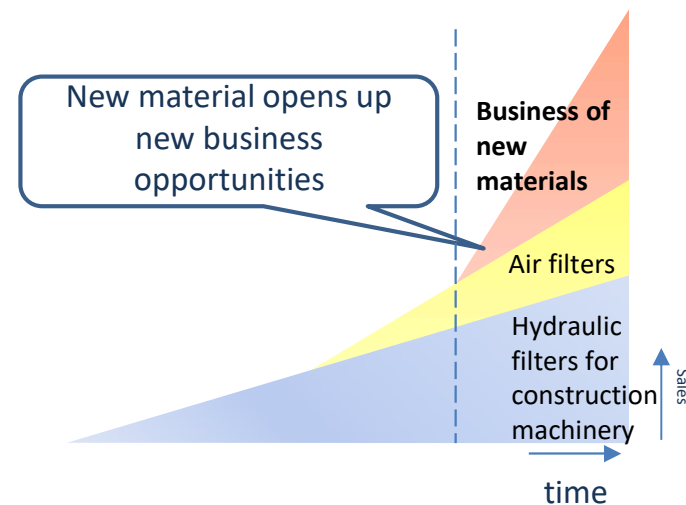 New material opens up
new business
opportunities
Business of
new
materials
Air filters
Hydraulic
filters for
construction
machinery
Sales
time